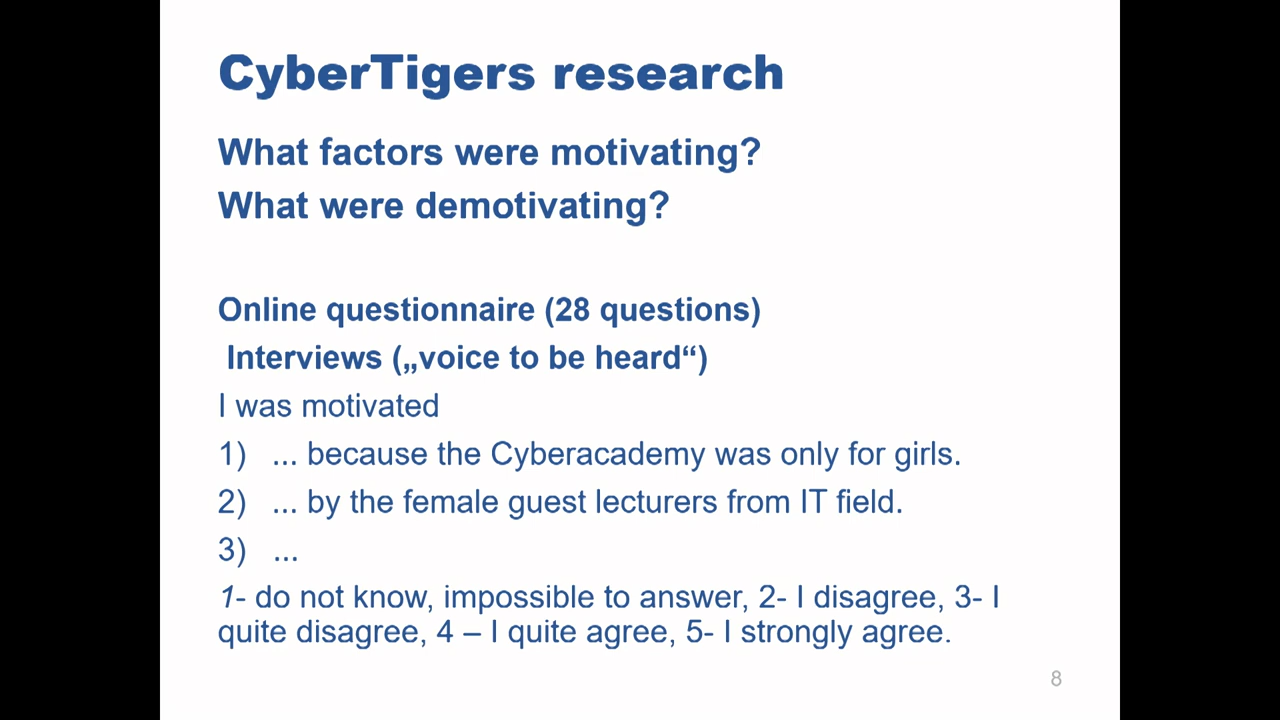 CyberTigers research
What factors were motivating?
What were demotivating?
Online questionnaire (28 questions)
Interviews („voice to be heard“)
I was motivated
1) ... because the Cyberacademy was only for girls.
2) ... by the female guest lecturers from IT field.
3) ...
1- do not know, impossible to answer, 2- I disagree, 3- I
quite disagree, 4 – I quite agree, 5- I strongly agree.
8